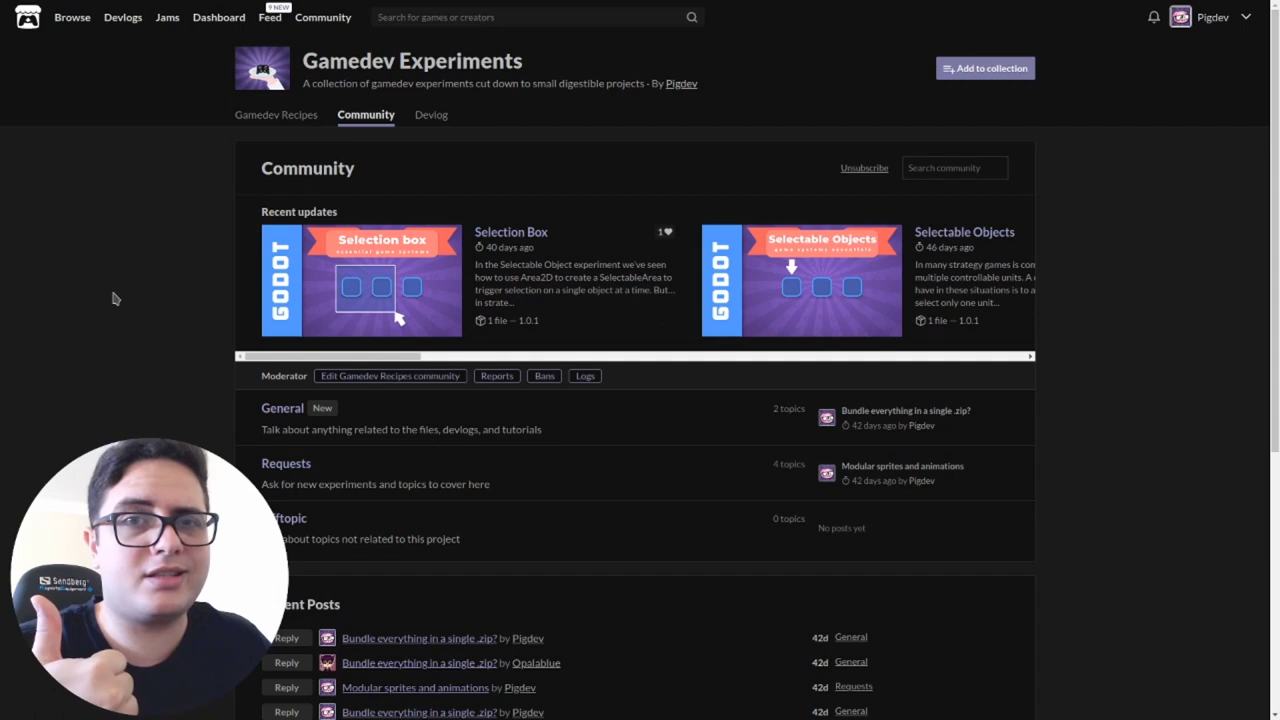 9 NEW
Browse Devlogs Jams Dashboard Feed Community Search for games or creators Pigdev
Gamedev Experiments
A collection of gamedev experiments cut down to small digestible projects · By Pigdev
Add to collection
Gamedev Recipes Community Devlog
Community
Unsubscribe Search community
Recent updates
GODOT
Selection box
essential game systems
Selection Box
1
40 days ago
In the Selectable Object experiment we've seen
how to use Area2D to create a SelectableArea to
trigger selection on a single object at a time. But...
in strate...
1 file — 1.0.1
GODOT
Selectable Objects
game systems essentials
Selectable Objects
46 days ago
In many strategy games is con
multiple controllable units. A
have in these situations is to a
select only one unit...
1 file — 1.0.1
Moderator Edit Gamedev Recipes community Reports Bans Logs
General New
Talk about anything related to the files, devlogs, and tutorials
2 topics
Bundle everything in a single .zip?
42 days ago by Pigdev
Requests
Ask for new experiments and topics to cover here
4 topics
Modular sprites and animations
42 days ago by Pigdev
ftopic
about topics not related to this project
0 topics
No posts yet
Sandberg
ent Posts
Reply Bundle everything in a single .zip? by Pigdev 42d General
Reply Bundle everything in a single .zip? by Opalablue 42d General
Reply Modular sprites and animations by Pigdev 42d Requests
Reply Bundle everything in a single .zip? by Pigdev 42d General